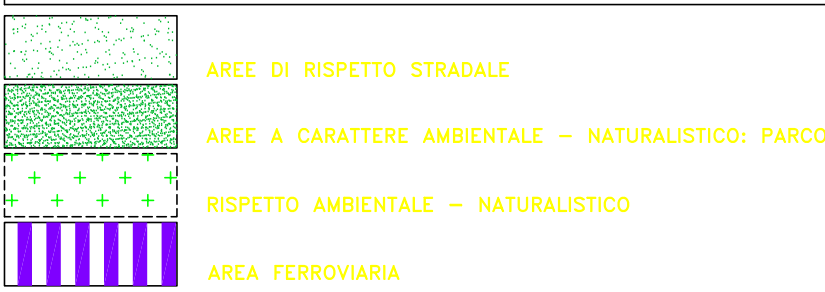 AREE DI RISPETTO STRADALE
AREE A CARATTERE AMBIENTALE – NATURALISTICO: PARCO
RISPETTO AMBIENTALE – NATURALISTICO
AREA FERROVIARIA